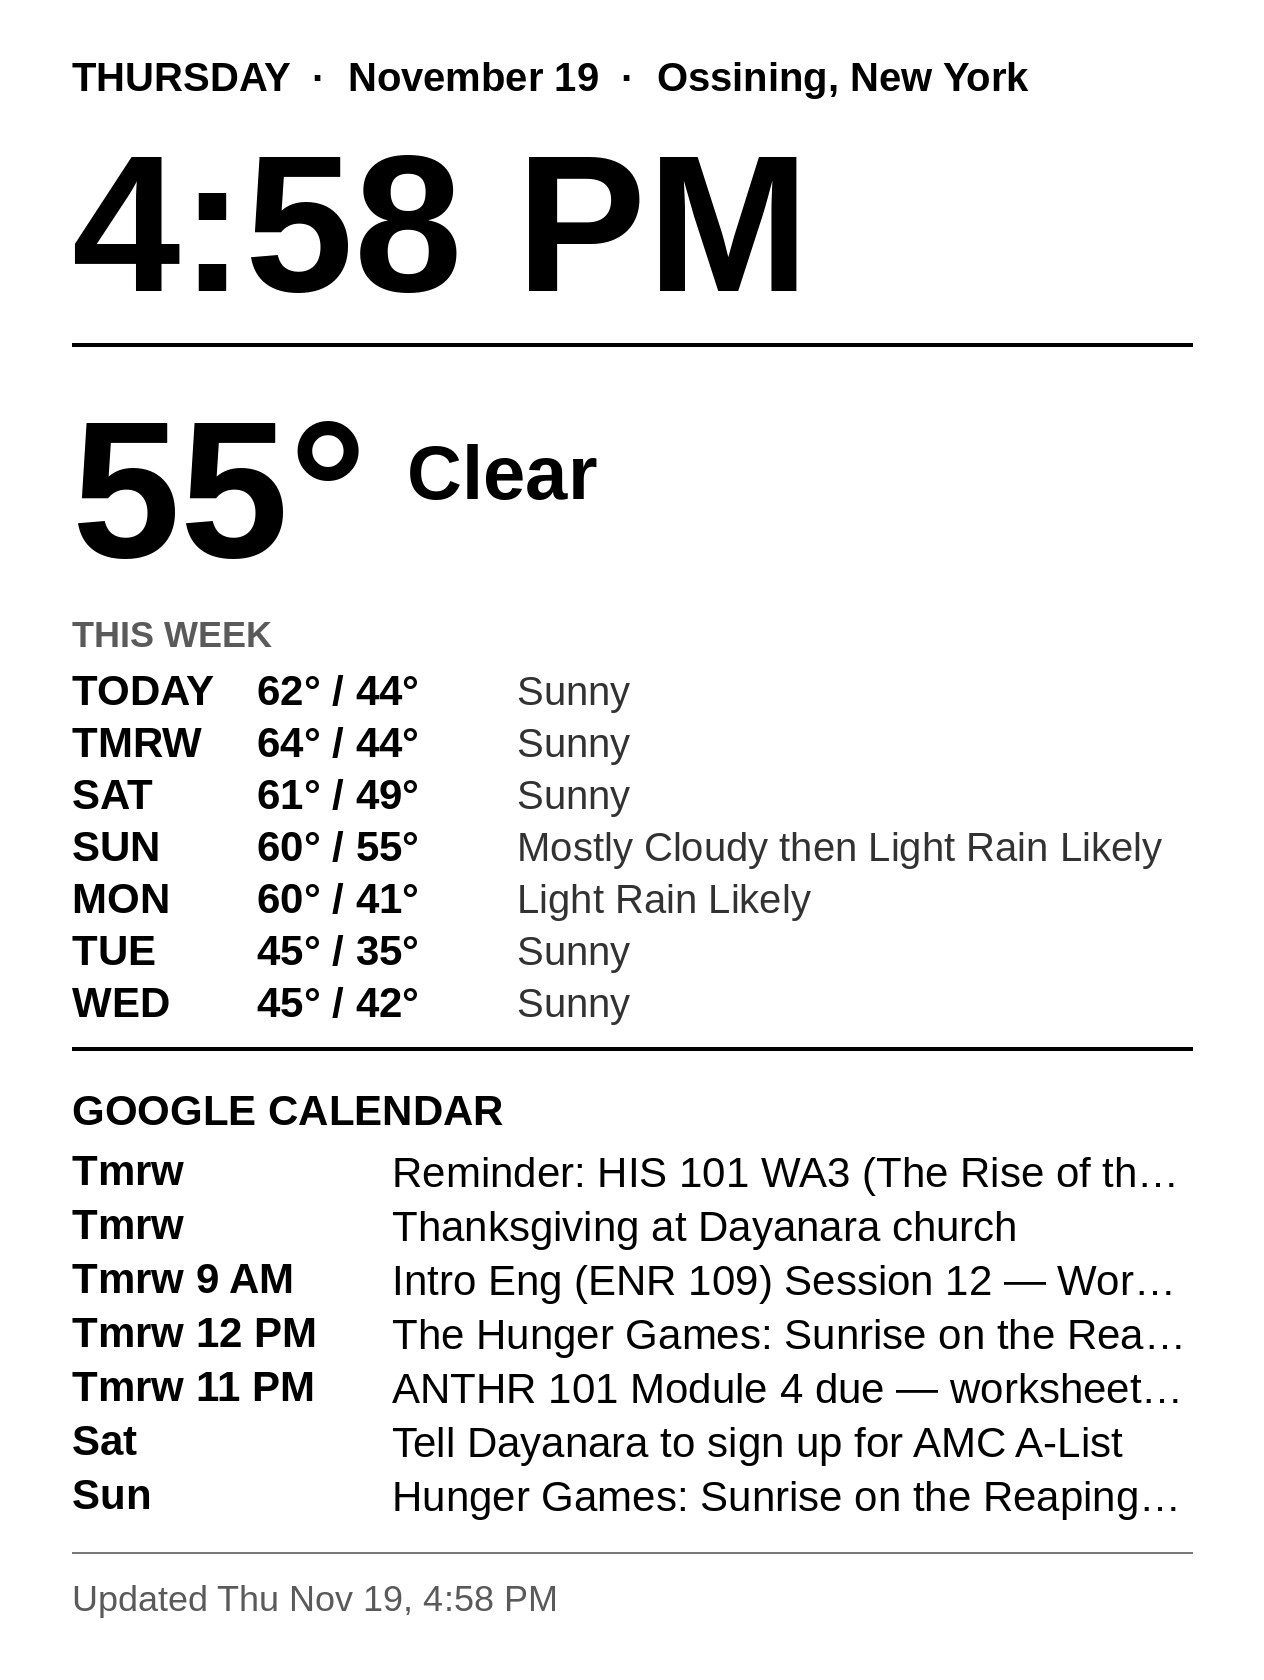 THURSDAY · November 19 · Ossining, New York
4:58 PM
55° Clear
THIS WEEK
TODAY 62° / 44° Sunny
TMRW 64° / 44° Sunny
SAT 61° / 49° Sunny
SUN 60° / 55° Mostly Cloudy then Light Rain Likely
MON 60° / 41° Light Rain Likely
TUE 45° / 35° Sunny
WED 45° / 42° Sunny
GOOGLE CALENDAR
Tmrw Reminder: HIS 101 WA3 (The Rise of th…
Tmrw Thanksgiving at Dayanara church
Tmrw 9 AM Intro Eng (ENR 109) Session 12 — Wor…
Tmrw 12 PM The Hunger Games: Sunrise on the Rea…
Tmrw 11 PM ANTHR 101 Module 4 due — worksheet…
Sat Tell Dayanara to sign up for AMC A-List
Sun Hunger Games: Sunrise on the Reaping…
Updated Thu Nov 19, 4:58 PM